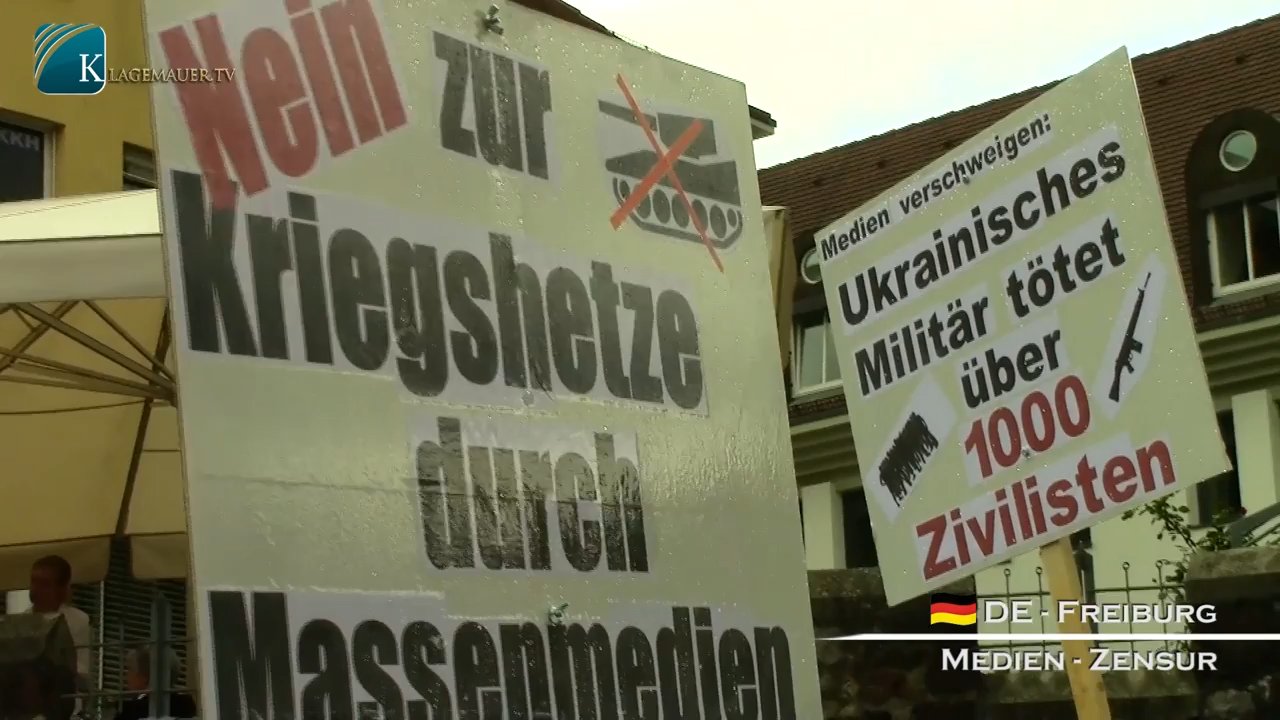 KLAGEMAUER.TV
KKH
Nein zur
Kriegshetze
durch
Massenmedien
Medien verschweigen:
Ukrainisches
Militär tötet
über
1000
Zivilisten
DE - FREIBURG
MEDIEN - ZENSUR